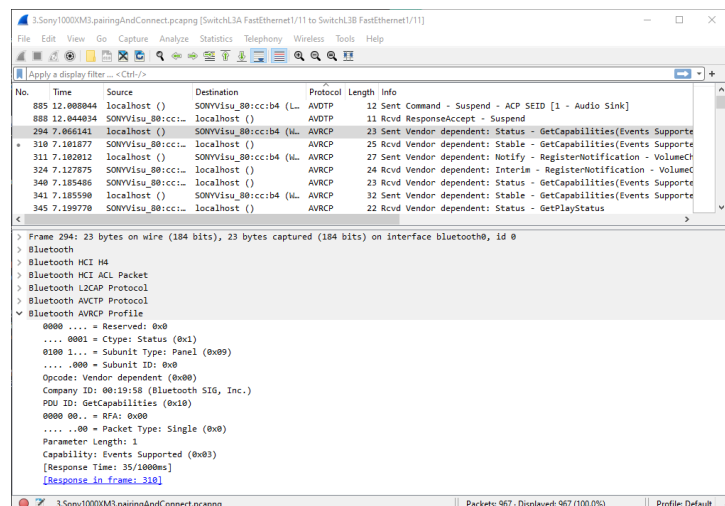 3.Sony1000XM3.pairingAndConnect.pcapng [SwitchL3A FastEthernet1/11 to SwitchL3B FastEthernet1/11]
File Edit View Go Capture Analyze Statistics Telephony Wireless Tools Help
Apply a display filter ... <Ctrl-/>
No. Time Source Destination Protocol Length Info
885 12.008044 localhost () SONYVisu_80:cc:b4 (L… AVDTP 12 Sent Command - Suspend - ACP SEID [1 - Audio Sink]
888 12.044034 SONYVisu_80:cc:… localhost () AVDTP 11 Rcvd ResponseAccept - Suspend
294 7.066141 localhost () SONYVisu_80:cc:b4 (W… AVRCP 23 Sent Vendor dependent: Status - GetCapabilities(Events Supporte
310 7.101877 SONYVisu_80:cc:… localhost () AVRCP 25 Rcvd Vendor dependent: Stable - GetCapabilities(Events Supporte
311 7.102012 localhost () SONYVisu_80:cc:b4 (W… AVRCP 27 Sent Vendor dependent: Notify - RegisterNotification - VolumeCh
324 7.127875 SONYVisu_80:cc:… localhost () AVRCP 24 Rcvd Vendor dependent: Interim - RegisterNotification - VolumeC
340 7.185486 SONYVisu_80:cc:… localhost () AVRCP 23 Rcvd Vendor dependent: Status - GetCapabilities(Events Supporte
341 7.185590 localhost () SONYVisu_80:cc:b4 (W… AVRCP 32 Sent Vendor dependent: Stable - GetCapabilities(Events Supporte
345 7.199770 SONYVisu_80:cc:… localhost () AVRCP 22 Rcvd Vendor dependent: Status - GetPlayStatus
Frame 294: 23 bytes on wire (184 bits), 23 bytes captured (184 bits) on interface bluetooth0, id 0
Bluetooth
Bluetooth HCI H4
Bluetooth HCI ACL Packet
Bluetooth L2CAP Protocol
Bluetooth AVCTP Protocol
Bluetooth AVRCP Profile
0000 .... = Reserved: 0x0
.... 0001 = Ctype: Status (0x1)
0100 1... = Subunit Type: Panel (0x09)
.... .000 = Subunit ID: 0x0
Opcode: Vendor dependent (0x00)
Company ID: 00:19:58 (Bluetooth SIG, Inc.)
PDU ID: GetCapabilities (0x10)
0000 00.. = RFA: 0x00
.... ..00 = Packet Type: Single (0x0)
Parameter Length: 1
Capability: Events Supported (0x03)
[Response Time: 35/1000ms]
[Response in frame: 310]
3.Sony1000XM3.pairingAndConnect.pcapng Packets: 967 · Displayed: 967 (100.0%) Profile: Default